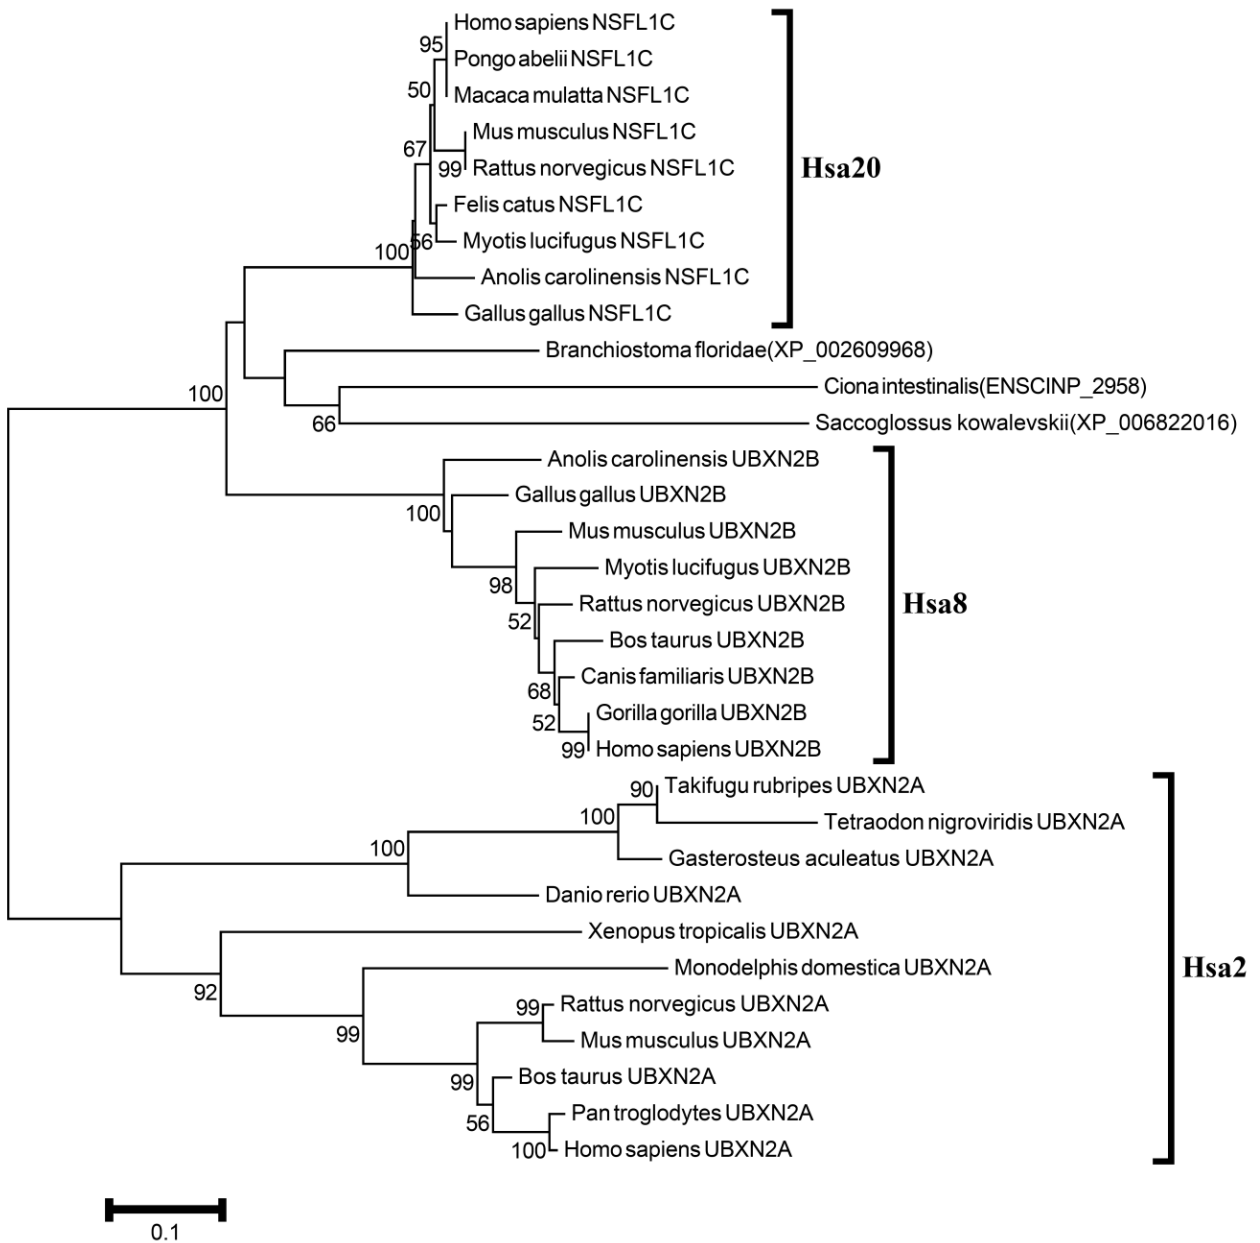 Homo sapiens NSFL1C
95
Pongo abelii NSFL1C
50
Macaca mulatta NSFL1C
Mus musculus NSFL1C
67
99
Rattus norvegicus NSFL1C
Hsa20
Felis catus NSFL1C
56
Myotis lucifugus NSFL1C
100
Anolis carolinensis NSFL1C
Gallus gallus NSFL1C
Branchiostoma floridae(XP_002609968)
100
Ciona intestinalis(ENSCINP_2958)
66
Saccoglossus kowalevskii(XP_006822016)
Anolis carolinensis UBXN2B
Gallus gallus UBXN2B
100
Mus musculus UBXN2B
Myotis lucifugus UBXN2B
98
Rattus norvegicus UBXN2B
Hsa8
52
Bos taurus UBXN2B
Canis familiaris UBXN2B
68
Gorilla gorilla UBXN2B
52
99
Homo sapiens UBXN2B
90
Takifugu rubripes UBXN2A
100
Tetraodon nigroviridis UBXN2A
100
Gasterosteus aculeatus UBXN2A
Danio rerio UBXN2A
Xenopus tropicalis UBXN2A
Monodelphis domestica UBXN2A
Hsa2
92
99
Rattus norvegicus UBXN2A
99
Mus musculus UBXN2A
Bos taurus UBXN2A
99
Pan troglodytes UBXN2A
56
100
Homo sapiens UBXN2A
0.1